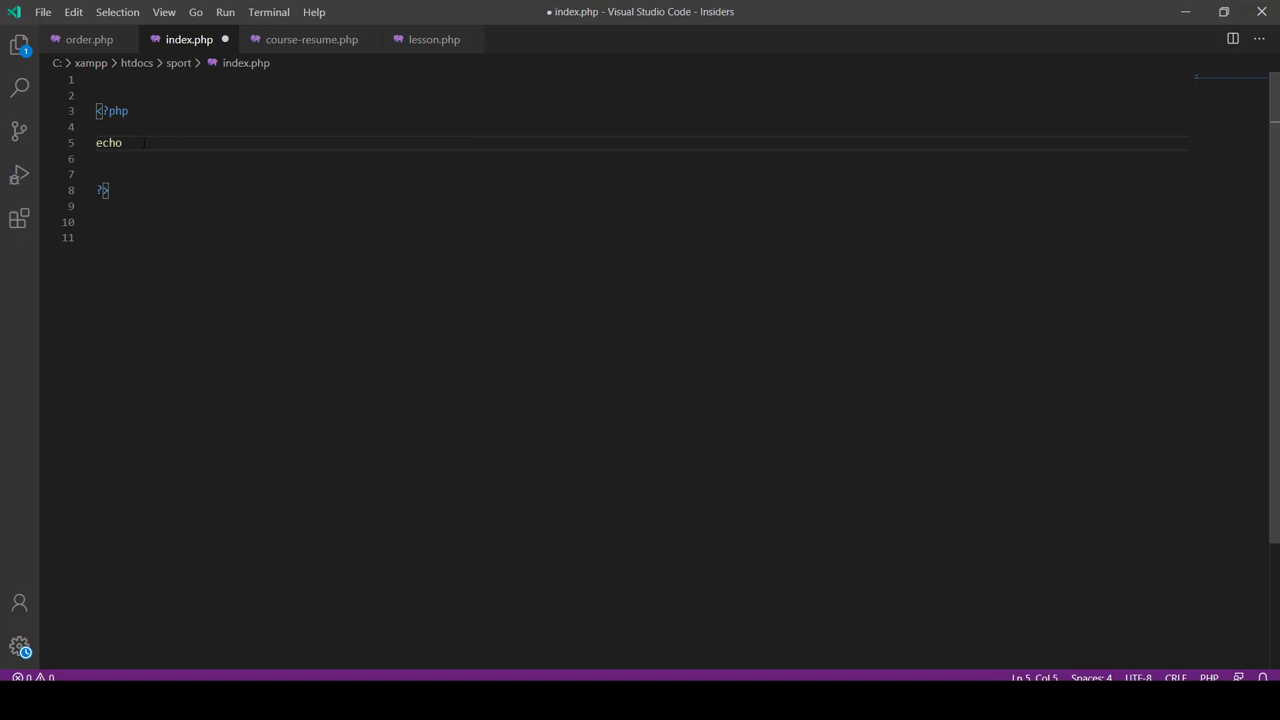 File Edit Selection View Go Run Terminal Help ● index.php - Visual Studio Code - Insiders
order.php index.php ● course-resume.php lesson.php
C: > xampp > htdocs > sport > index.php
1
1
2
3 <?php
4
5 echo
6
7
8 ?>
9
10
11
0 0 Ln 5, Col 5 Spaces: 4 UTF-8 CRLF PHP